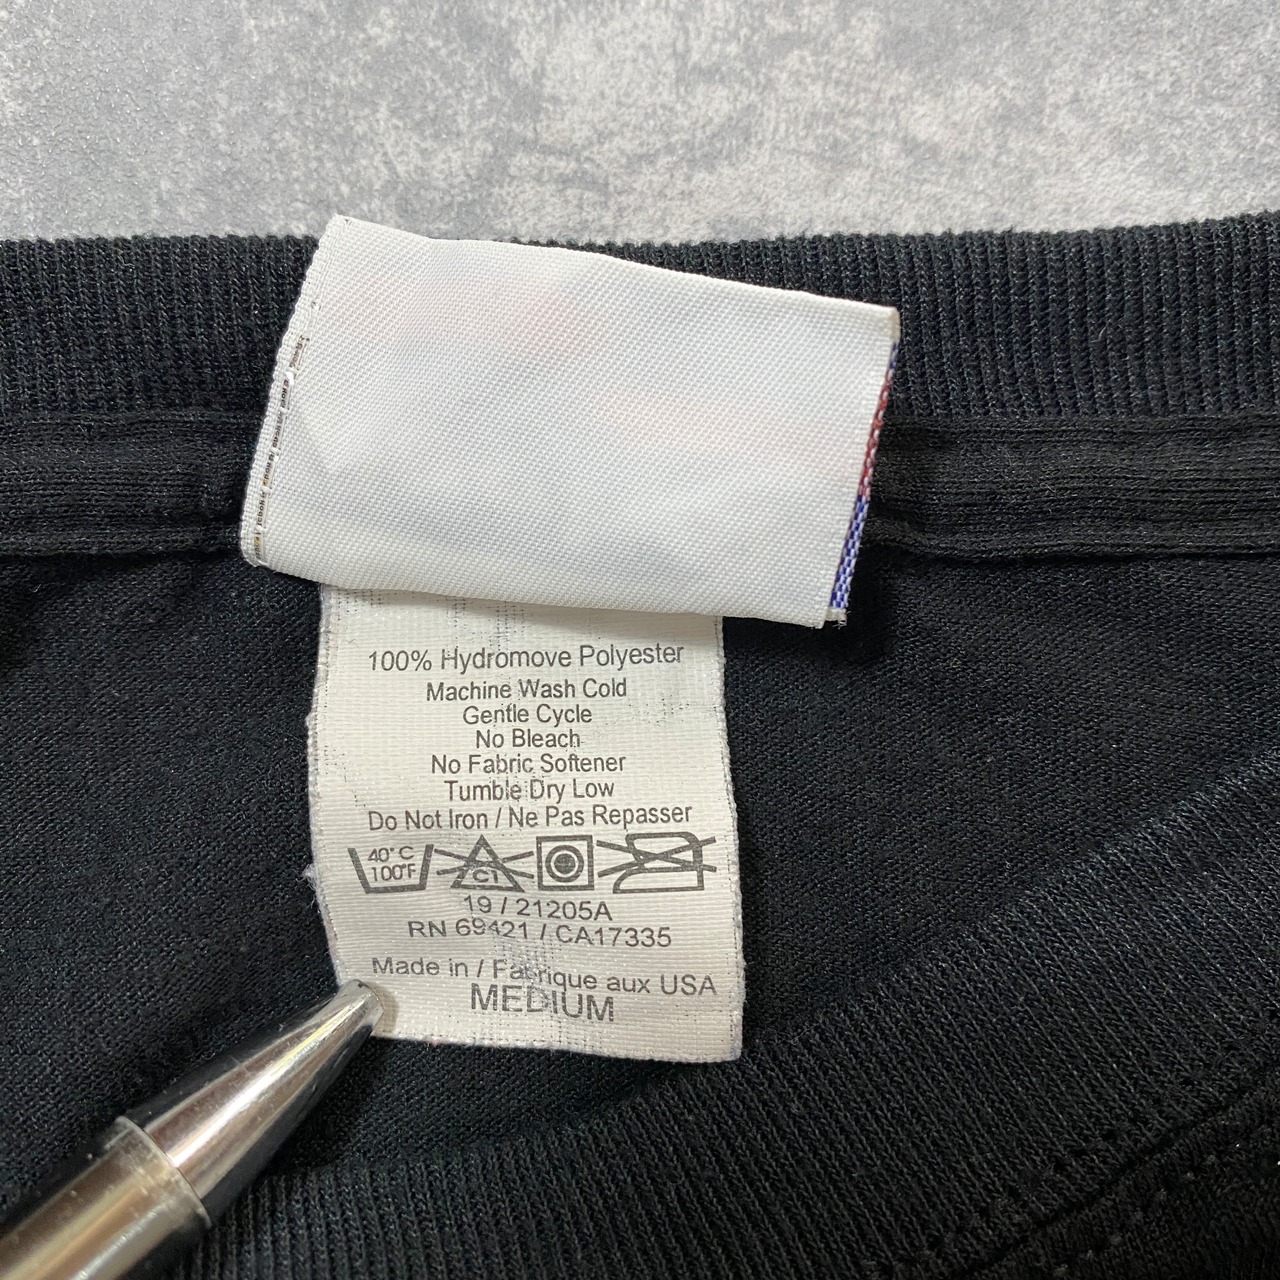 100% Hydromove Polyester
Machine Wash Cold
Gentle Cycle
No Bleach
No Fabric Softener
Tumble Dry Low
Do Not Iron / Ne Pas Repasser
40°C
100°F
Cl
19 / 21205A
RN 69421 / CA17335
Made in / Fabrique aux USA
MEDIUM